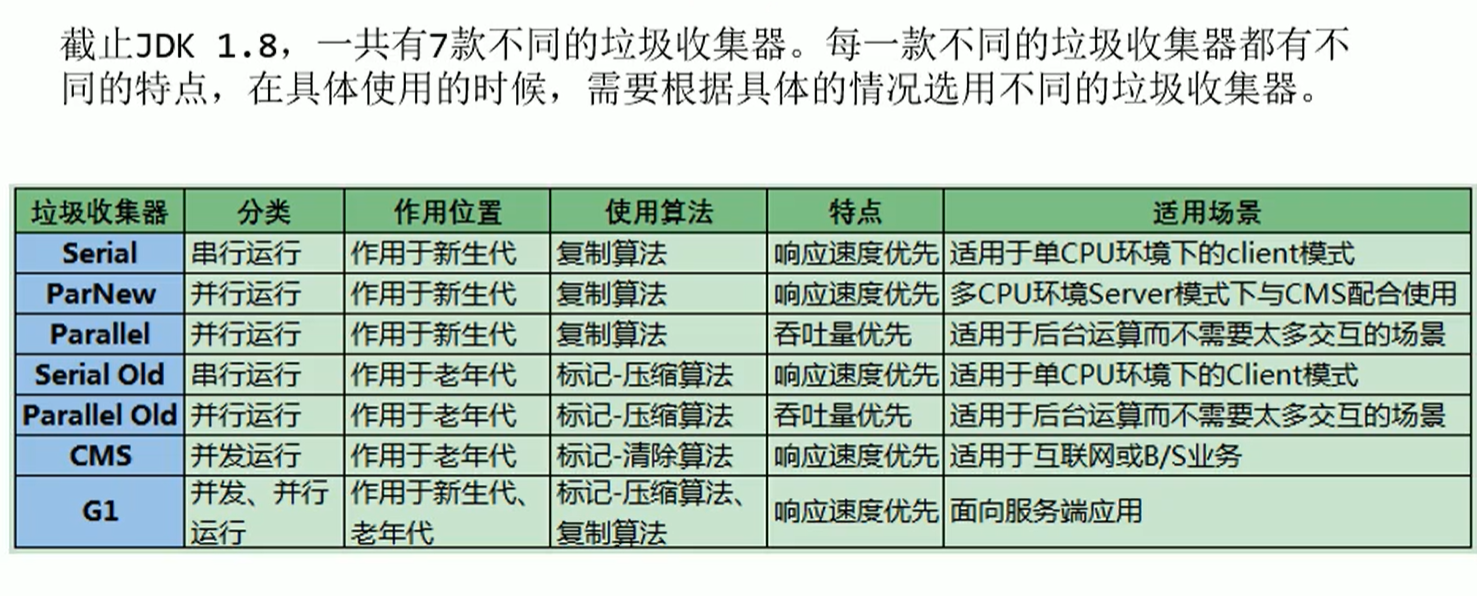 截止JDK 1.8，一共有7款不同的垃圾收集器。每一款不同的垃圾收集器都有不
同的特点，在具体使用的时候，需要根据具体的情况选用不同的垃圾收集器。
垃圾收集器 分类 作用位置 使用算法 特点 适用场景
Serial 串行运行 作用于新生代 复制算法 响应速度优先 适用于单CPU环境下的client模式
ParNew 并行运行 作用于新生代 复制算法 响应速度优先 多CPU环境Server模式下与CMS配合使用
Parallel 并行运行 作用于新生代 复制算法 吞吐量优先 适用于后台运算而不需要太多交互的场景
Serial Old 串行运行 作用于老年代 标记-压缩算法 响应速度优先 适用于单CPU环境下的Client模式
Parallel Old 并行运行 作用于老年代 标记-压缩算法 吞吐量优先 适用于后台运算而不需要太多交互的场景
CMS 并发运行 作用于老年代 标记-清除算法 响应速度优先 适用于互联网或B/S业务
G1 并发、并行 作用于新生代、 标记-压缩算法、 响应速度优先 面向服务端应用
运行 老年代 复制算法